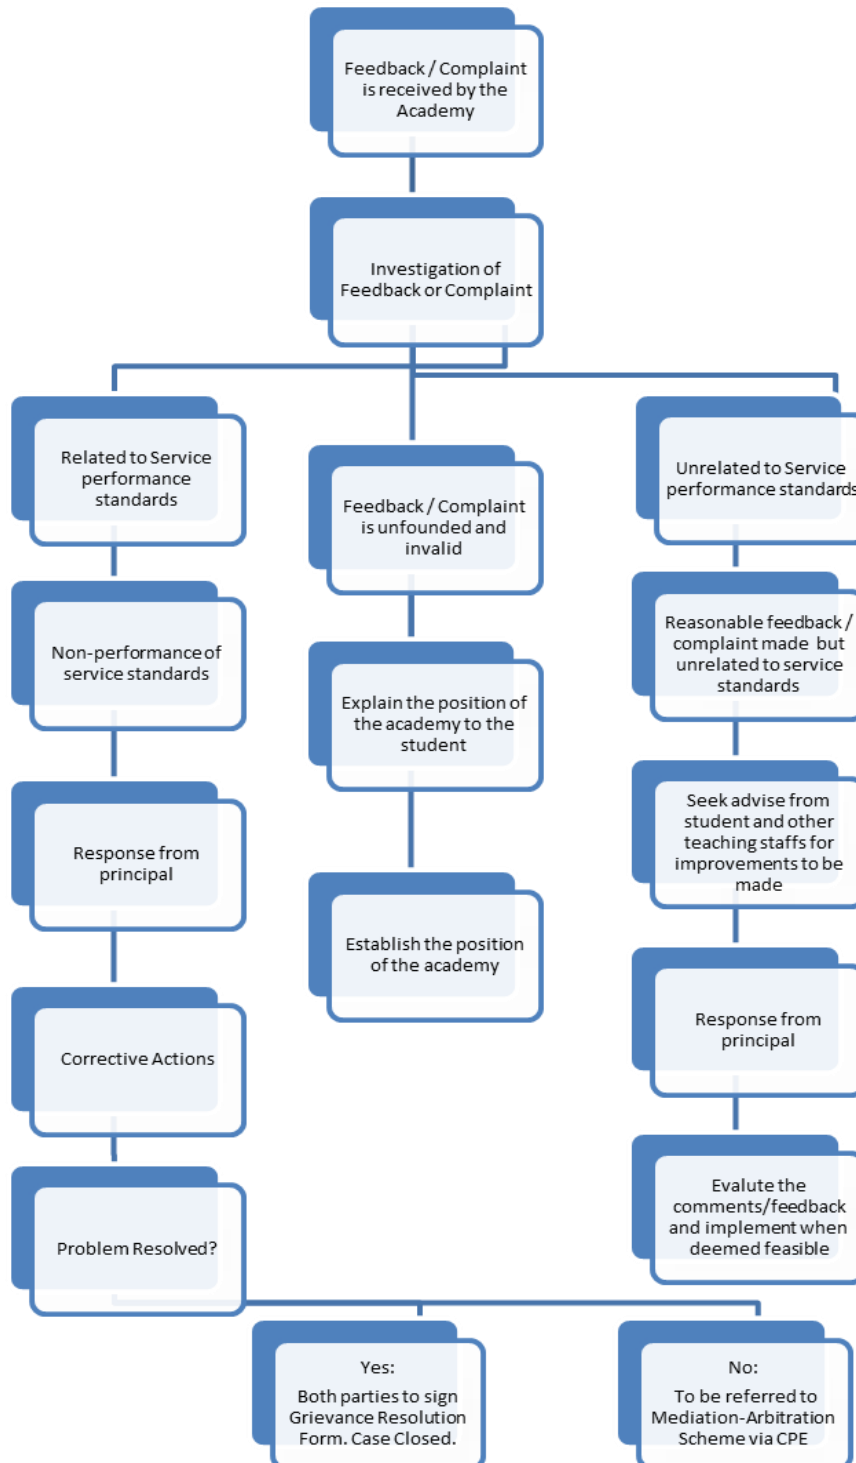 Feedback / Complaint
is received by the
Academy
Investigation of
Feedback or Complaint
Related to Service
performance
standards
Non-performance of
service standards
Response from
principal
Corrective Actions
Problem Resolved?
Feedback / Complaint
is unfounded and
invalid
Explain the position of
the academy to the
student
Establish the position
of the academy
Unrelated to Service
performance standards
Reasonable feedback /
complaint made but
unrelated to service
standards
Seek advise from
student and other
teaching staffs for
improvements to be
made
Response from
principal
Evalute the
comments/feedback
and implement when
deemed feasible
Yes:
Both parties to sign
Grievance Resolution
Form. Case Closed.
No:
To be referred to
Mediation-Arbitration
Scheme via CPE